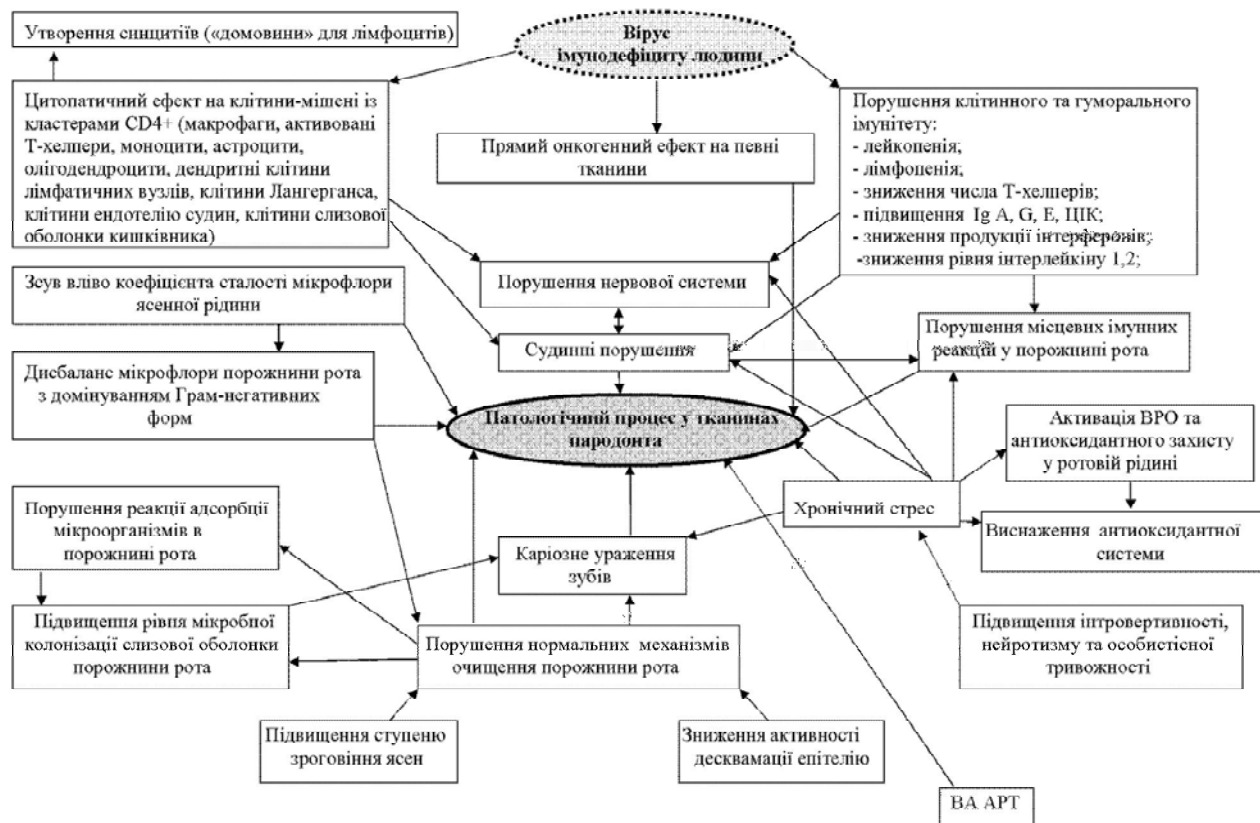 Утворення синцитіїв («домовини» для лімфоцитів)
Вірус
імунодефіциту людини
Цитопатичний ефект на клітини-мішені із
кластерами CD4+ (макрофаги, активовані
Т-хелпери, моноцити, астроцити,
олігодендроцити, дендритні клітини
лімфатичних вузлів, клітини Лангерганса,
клітини ендотелію судин, клітини слизової
оболонки кишківника)
Прямий онкогенний ефект на певні
тканини
Порушення клітинного та гуморального
імунітету:
- лейкопенія;
- лімфопенія;
- зниження числа Т-хелперів;
- підвищення Ig A, G, E, ЦІК;
- зниження продукції інтерферонів;
-зниження рівня інтерлейкіну 1,2;
Зсув вліво коефіцієнта сталості мікрофлори
ясенної рідини
Порушення нервової системи
Судинні порушення
Порушення місцевих імунних
реакцій у порожнині рота
Дисбаланс мікрофлори порожнини рота
з домінуванням Грам-негативних
форм
Патологічний процес у тканинах
пародонта
Активація ВРО та
антиоксидантного захисту
у ротовій рідині
Порушення реакції адсорбції
мікроорганізмів в
порожнині рота
Хронічний стрес
Виснаження антиоксидантної
системи
Каріозне ураження
зубів
Підвищення рівня мікробної
колонізації слизової оболонки
порожнини рота
Порушення нормальних механізмів
очищення порожнини рота
Підвищення інтровертивності,
нейротизму та особистісної
тривожності
Підвищення ступеню
зроговіння ясен
Зниження активності
десквамації епітелію
ВА АРТ